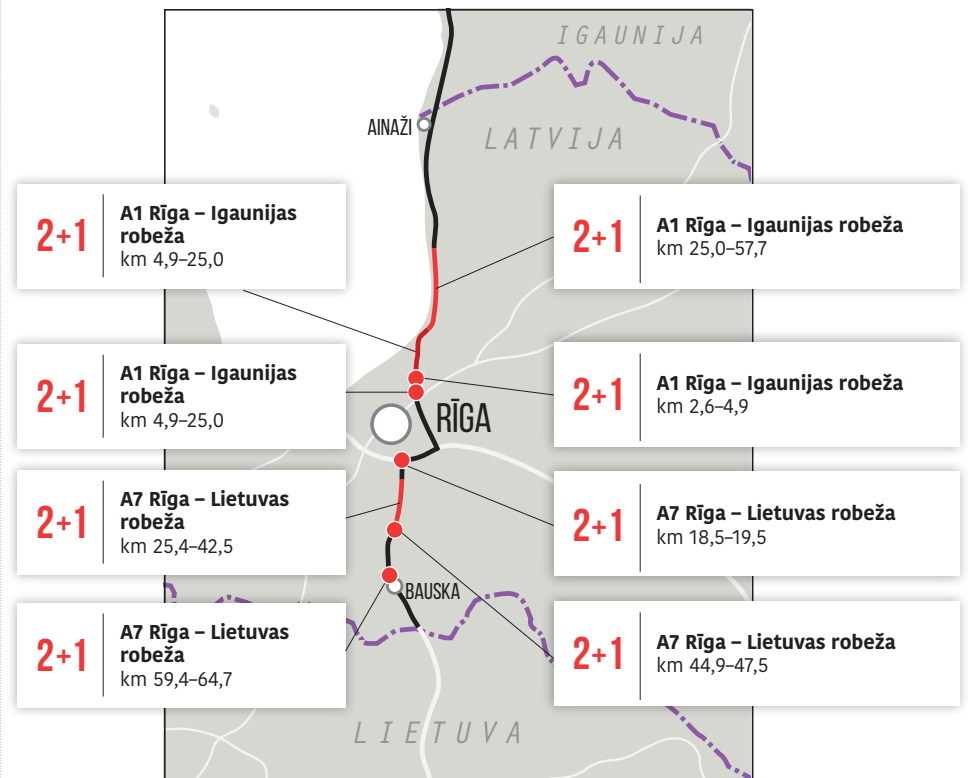 IGAUNIJA
AINAŽI
LATVIJA
2+1
A1 Rīga – Igaunijas
robeža
km 4,9–25,0
2+1
A1 Rīga – Igaunijas robeža
km 25,0–57,7
2+1
A1 Rīga – Igaunijas
robeža
km 4,9–25,0
2+1
A1 Rīga – Igaunijas robeža
km 2,6–4,9
RĪGA
2+1
A7 Rīga – Lietuvas
robeža
km 25,4–42,5
2+1
A7 Rīga – Lietuvas robeža
km 18,5–19,5
BAUSKA
2+1
A7 Rīga – Lietuvas
robeža
km 59,4–64,7
2+1
A7 Rīga – Lietuvas robeža
km 44,9–47,5
LIETUVA